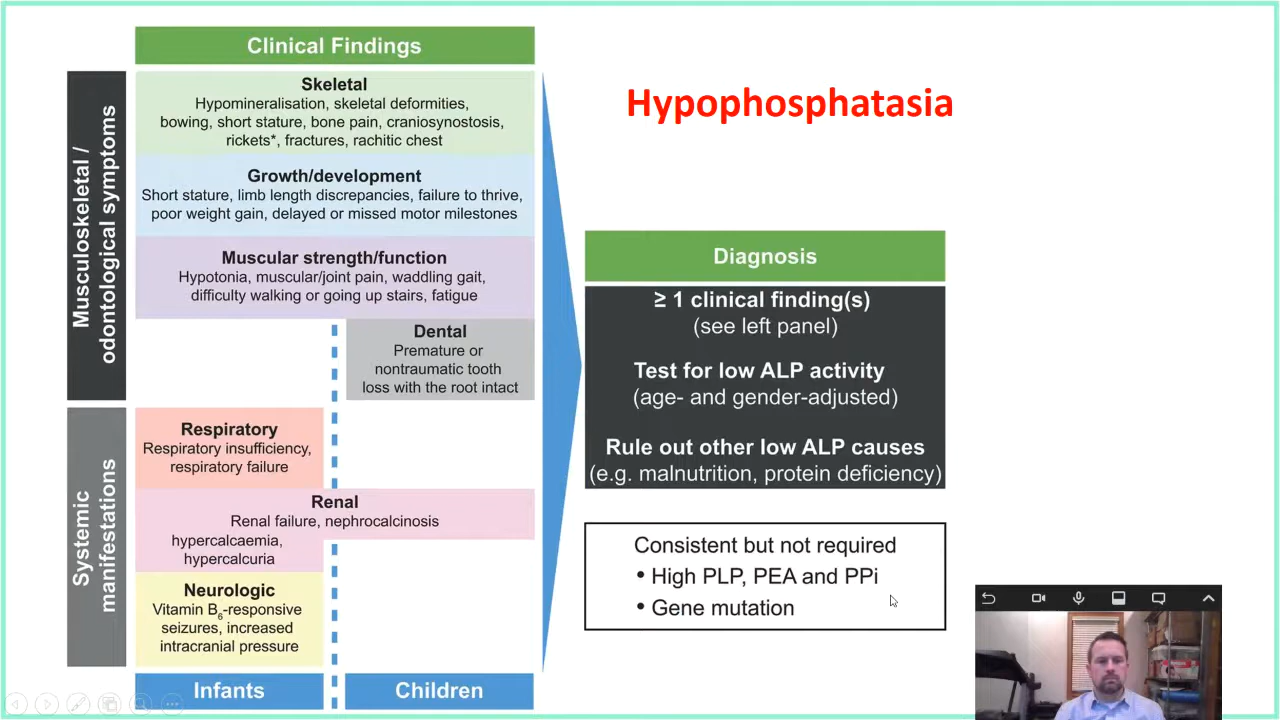 Clinical Findings
Hypophosphatasia
Musculoskeletal /
odontological symptoms
Skeletal
Hypomineralisation, skeletal deformities,
bowing, short stature, bone pain, craniosynostosis,
rickets*, fractures, rachitic chest
Growth/development
Short stature, limb length discrepancies, failure to thrive,
poor weight gain, delayed or missed motor milestones
Muscular strength/function
Hypotonia, muscular/joint pain, waddling gait,
difficulty walking or going up stairs, fatigue
Dental
Premature or
nontraumatic tooth
loss with the root intact
Systemic
manifestations
Respiratory
Respiratory insufficiency,
respiratory failure
Renal
Renal failure, nephrocalcinosis
hypercalcaemia,
hypercalcuria
Neurologic
Vitamin B6-responsive
seizures, increased
intracranial pressure
Infants
Children
Diagnosis
≥ 1 clinical finding(s)
(see left panel)
Test for low ALP activity
(age- and gender-adjusted)
Rule out other low ALP causes
(e.g. malnutrition, protein deficiency)
Consistent but not required
• High PLP, PEA and PPi
• Gene mutation